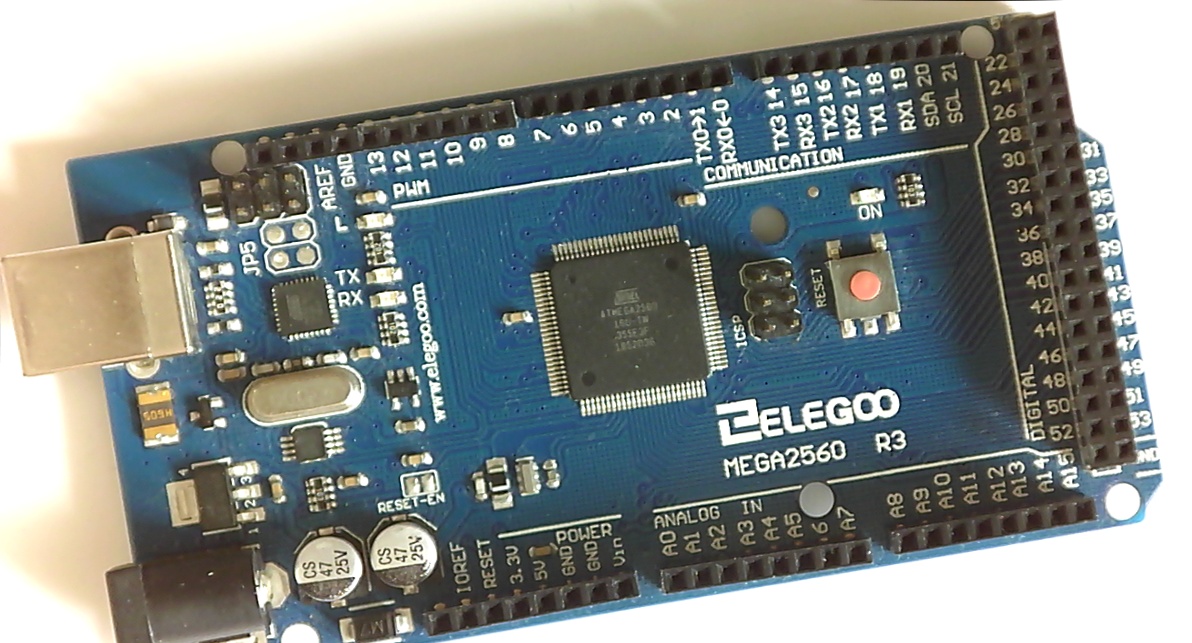 AREF
GND
13
12
11
10
9
8
7
6
5
4
3
2
TX0→1
RX0←0
TX3 14
RX3 15
TX2 16
RX2 17
TX1 18
RX1 19
SDA 20
SCL 21
PWM
COMMUNICATION
L
JP5
TX
RX
ON
RESET
ICSP
ATMEGA2560
www.elegoo.com
22
24
26
28
30
32
34
36
38
40
42
44
46
48
50
52
31
33
35
37
39
41
43
45
47
49
51
53
GND
DIGITAL
ELEGOO
MEGA2560 R3
M605
RESET-EN
CS
47
25V
CS
47
25V
M7
POWER
IOREF
RESET
3.3V
5V
GND
GND
Vin
ANALOG IN
A0
A1
A2
A3
A4
A5
6
A7
A8
A9
A10
A11
A12
A13
A14
A15